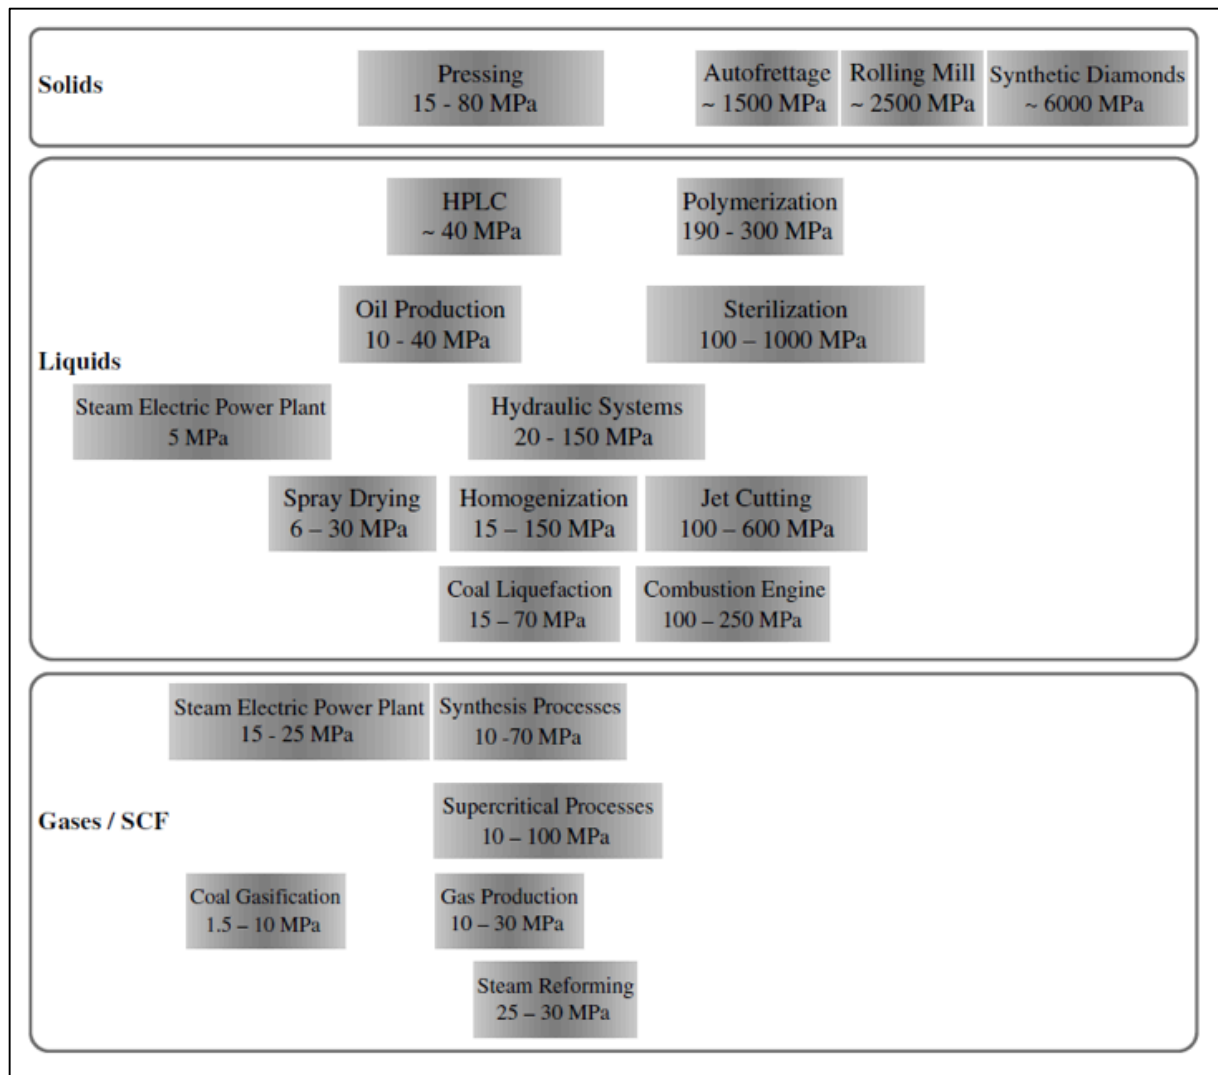 Solids
Pressing
15 - 80 MPa
Autofrettage
~ 1500 MPa
Rolling Mill
~ 2500 MPa
Synthetic Diamonds
~ 6000 MPa
Liquids
HPLC
~ 40 MPa
Polymerization
190 - 300 MPa
Oil Production
10 - 40 MPa
Sterilization
100 – 1000 MPa
Steam Electric Power Plant
5 MPa
Hydraulic Systems
20 - 150 MPa
Spray Drying
6 – 30 MPa
Homogenization
15 – 150 MPa
Jet Cutting
100 – 600 MPa
Coal Liquefaction
15 – 70 MPa
Combustion Engine
100 – 250 MPa
Gases / SCF
Steam Electric Power Plant
15 - 25 MPa
Synthesis Processes
10 -70 MPa
Supercritical Processes
10 – 100 MPa
Coal Gasification
1.5 – 10 MPa
Gas Production
10 – 30 MPa
Steam Reforming
25 – 30 MPa